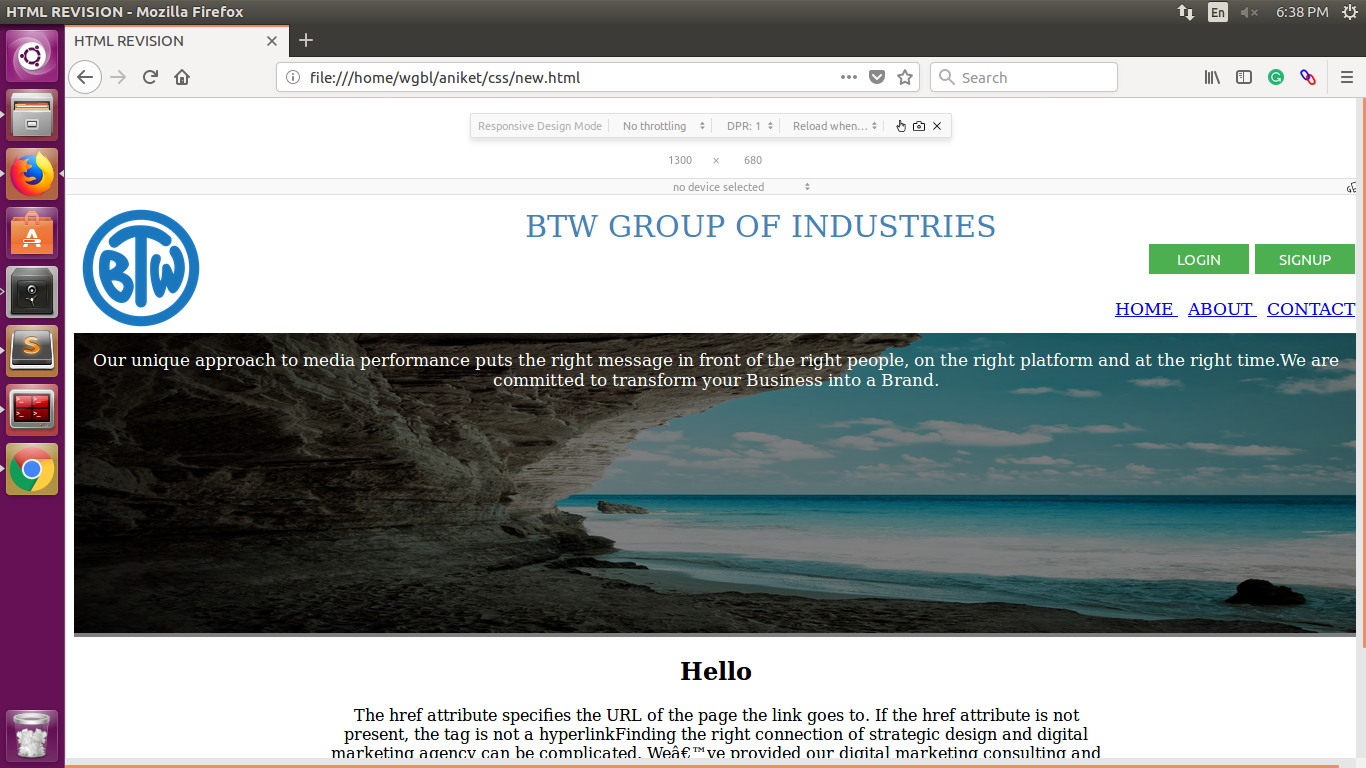 HTML REVISION - Mozilla Firefox
En
6:38 PM
HTML REVISION
file:///home/wgbl/aniket/css/new.html
Search
Responsive Design Mode
No throttling
DPR: 1
Reload when...
1300 × 680
no device selected
BTW
BTW GROUP OF INDUSTRIES
LOGIN
SIGNUP
HOME ABOUT CONTACT
Our unique approach to media performance puts the right message in front of the right people, on the right platform and at the right time.We are
committed to transform your Business into a Brand.
Hello
The href attribute specifies the URL of the page the link goes to. If the href attribute is not
present, the tag is not a hyperlinkFinding the right connection of strategic design and digital
marketing agency can be complicated. Weâ€™ve provided our digital marketing consulting and